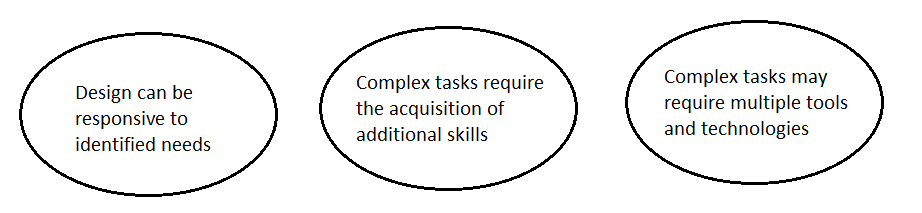 Design can be
responsive to
identified needs
Complex tasks require
the acquisition of
additional skills
Complex tasks may
require multiple tools
and technologies